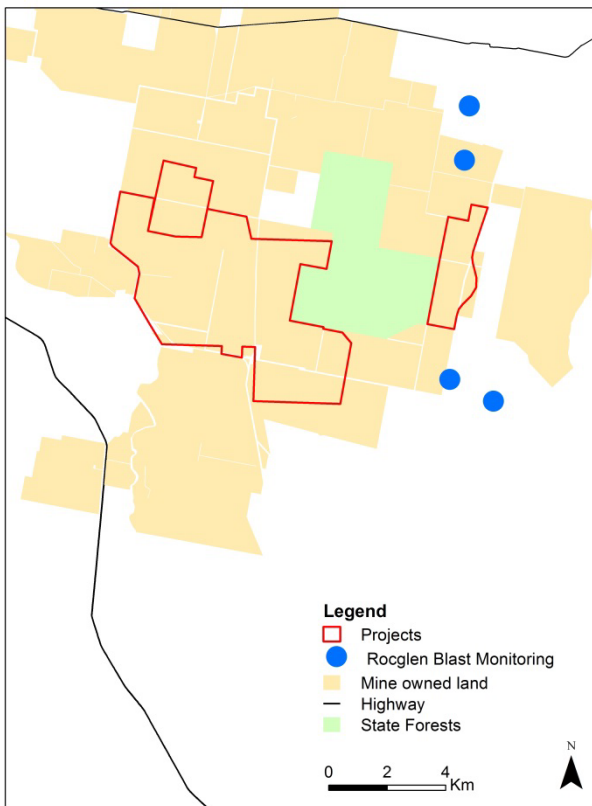 Legend
Projects
Rocglen Blast Monitoring
Mine owned land
Highway
State Forests
N
0 2 4
Km